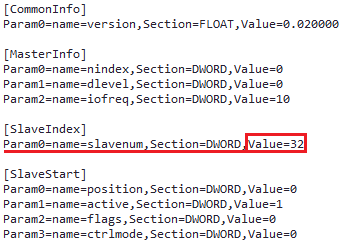 [CommonInfo]
Param0=name=version,Section=FLOAT,Value=0.020000
[MasterInfo]
Param0=name=nindex,Section=DWORD,Value=0
Param1=name=dlevel,Section=DWORD,Value=0
Param2=name=iofreq,Section=DWORD,Value=10
[SlaveIndex]
Param0=name=slavenum,Section=DWORD,Value=32
[SlaveStart]
Param0=name=position,Section=DWORD,Value=0
Param1=name=active,Section=DWORD,Value=1
Param2=name=flags,Section=DWORD,Value=0
Param3=name=ctrlmode,Section=DWORD,Value=0